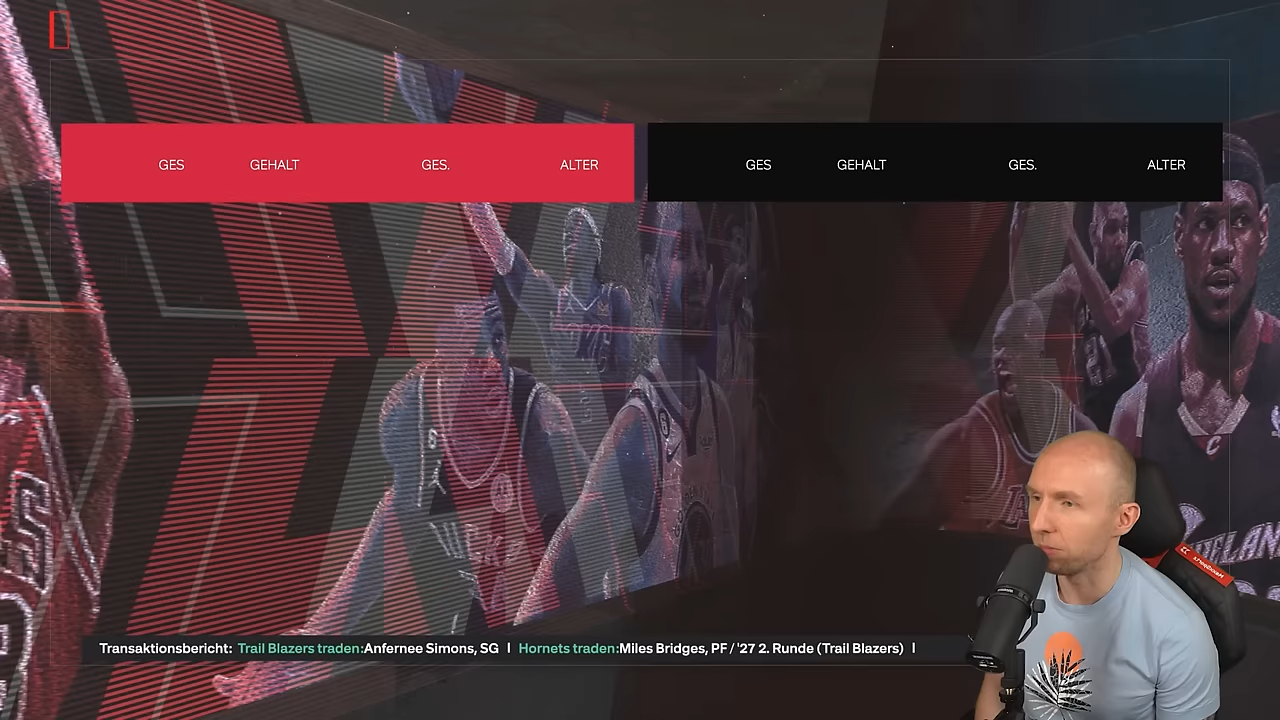 GES GEHALT GES. ALTER GES GEHALT GES. ALTER
Transaktionsbericht: Trail Blazers traden:Anfernee Simons, SG I Hornets traden:Miles Bridges, PF / '27 2. Runde (Trail Blazers) I